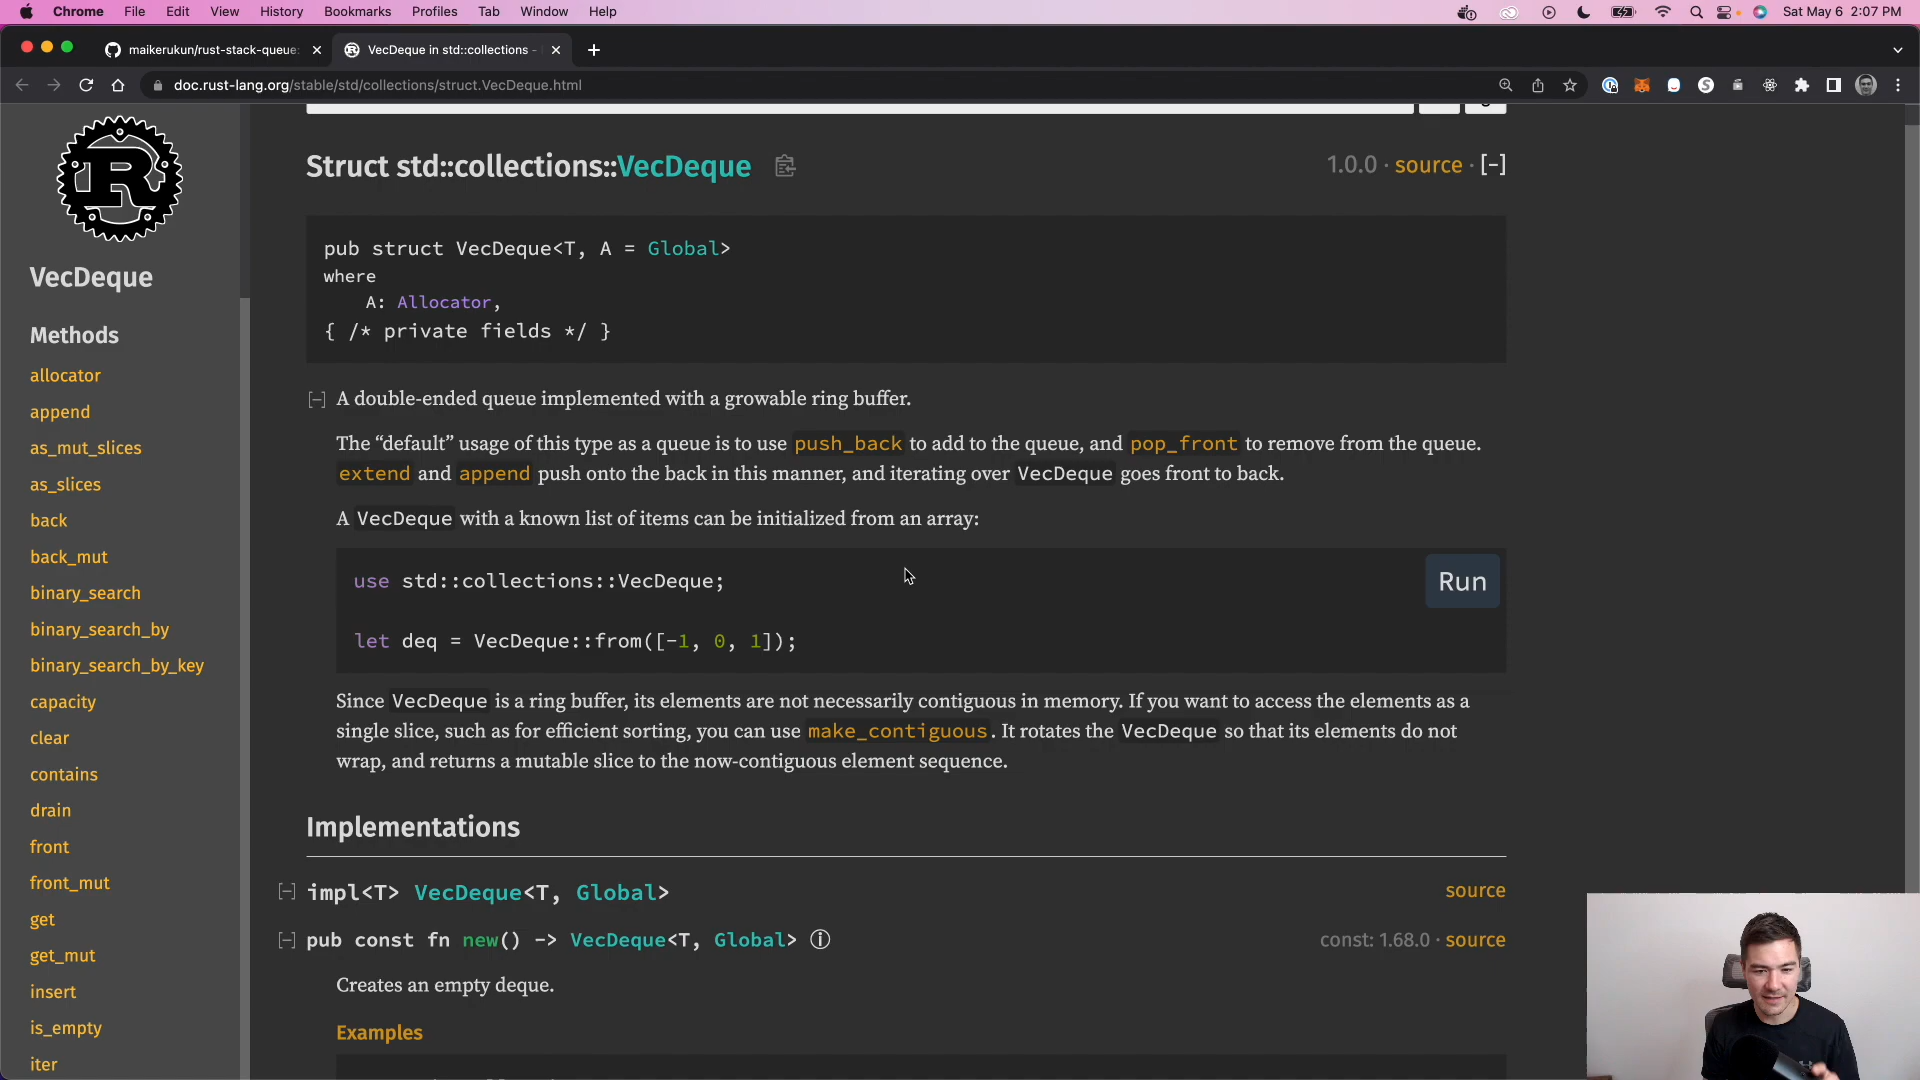 Chrome File Edit View History Bookmarks Profiles Tab Window Help Sat May 6 2:07 PM
maikerukun/rust-stack-queue: VecDeque in std::collections -
doc.rust-lang.org/stable/std/collections/struct.VecDeque.html
VecDeque
Methods
allocator
append
as_mut_slices
as_slices
back
back_mut
binary_search
binary_search_by
binary_search_by_key
capacity
clear
contains
drain
front
front_mut
get
get_mut
insert
is_empty
iter
Struct std::collections::VecDeque 1.0.0 · source · [-]
pub struct VecDeque<T, A = Global>
where
A: Allocator,
{ /* private fields */ }
[-] A double-ended queue implemented with a growable ring buffer.
The “default” usage of this type as a queue is to use push_back to add to the queue, and pop_front to remove from the queue.
extend and append push onto the back in this manner, and iterating over VecDeque goes front to back.
A VecDeque with a known list of items can be initialized from an array:
use std::collections::VecDeque;
Run
let deq = VecDeque::from([-1, 0, 1]);
Since VecDeque is a ring buffer, its elements are not necessarily contiguous in memory. If you want to access the elements as a
single slice, such as for efficient sorting, you can use make_contiguous. It rotates the VecDeque so that its elements do not
wrap, and returns a mutable slice to the now-contiguous element sequence.
Implementations
[-] impl<T> VecDeque<T, Global> source
[-] pub const fn new() -> VecDeque<T, Global> ⓘ const: 1.68.0 · source
Creates an empty deque.
Examples